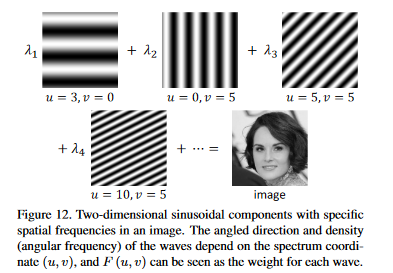 λ₁ + λ₂ + λ₃
u = 3, v = 0 u = 0, v = 5 u = 5, v = 5
+ λ₄ + ⋯ =
u = 10, v = 5 image
Figure 12. Two-dimensional sinusoidal components with specific
spatial frequencies in an image. The angled direction and density
(angular frequency) of the waves depend on the spectrum coordi-
nate (u, v), and F(u, v) can be seen as the weight for each wave.